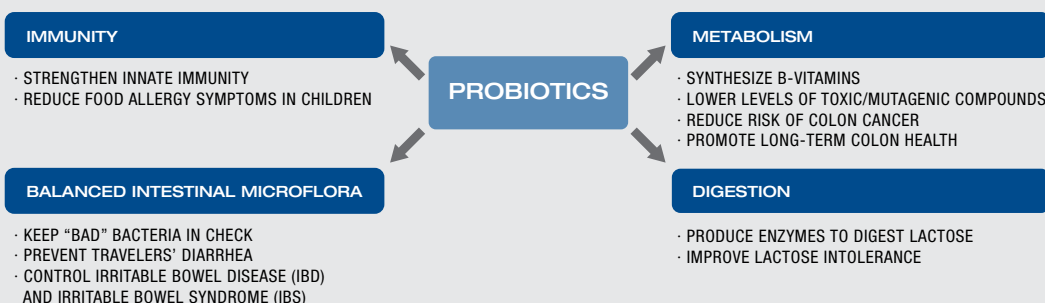 IMMUNITY
· STRENGTHEN INNATE IMMUNITY
· REDUCE FOOD ALLERGY SYMPTOMS IN CHILDREN
PROBIOTICS
METABOLISM
· SYNTHESIZE B-VITAMINS
· LOWER LEVELS OF TOXIC/MUTAGENIC COMPOUNDS
· REDUCE RISK OF COLON CANCER
· PROMOTE LONG-TERM COLON HEALTH
BALANCED INTESTINAL MICROFLORA
· KEEP “BAD” BACTERIA IN CHECK
· PREVENT TRAVELERS’ DIARRHEA
· CONTROL IRRITABLE BOWEL DISEASE (IBD)
AND IRRITABLE BOWEL SYNDROME (IBS)
DIGESTION
· PRODUCE ENZYMES TO DIGEST LACTOSE
· IMPROVE LACTOSE INTOLERANCE